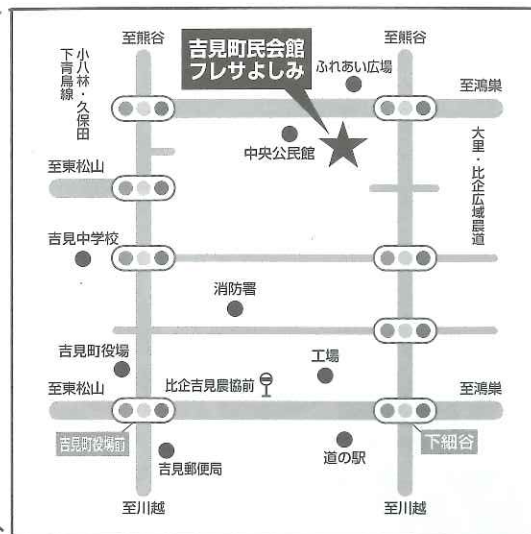 至熊谷
至熊谷
吉見町民会館
フレサよしみ
小八林・久保田
下青鳥線
ふれあい広場
至鴻巣
中央公民館
大里・比企広域農道
至東松山
吉見中学校
消防署
吉見町役場
工場
至東松山
比企吉見農協前
至鴻巣
吉見町役場前
下細谷
吉見郵便局
道の駅
至川越
至川越